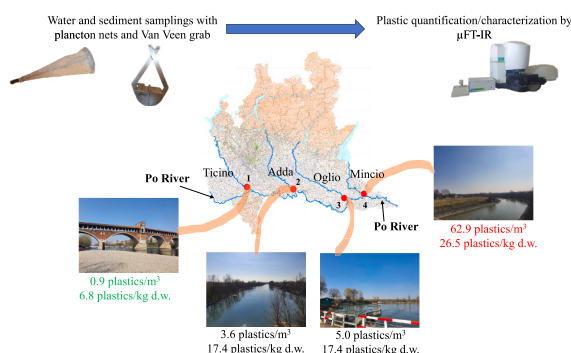 Water and sediment samplings with
plancton nets and Van Veen grab
Plastic quantification/characterization by
µFT-IR
Ticino
Adda
Oglio
Mincio
Po River
1
2
3
4
Po River
62.9 plastics/m³
26.5 plastics/kg d.w.
0.9 plastics/m³
6.8 plastics/kg d.w.
3.6 plastics/m³
17.4 plastics/kg d.w.
5.0 plastics/m³
17.4 plastics/kg d.w.